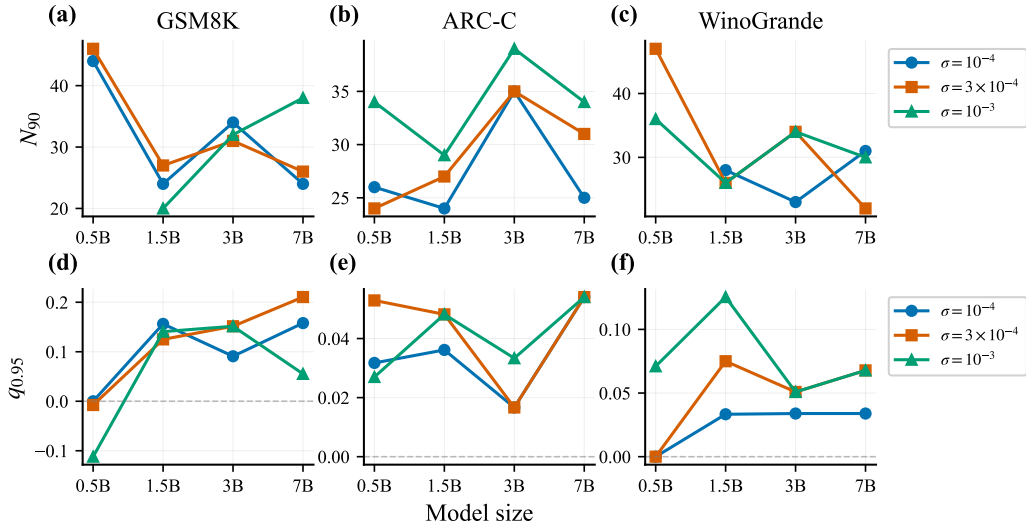 (a) GSM8K
(b) ARC-C
(c) WinoGrande
N₉₀
40
30
20
0.5B 1.5B 3B 7B
35
30
25
0.5B 1.5B 3B 7B
40
30
0.5B 1.5B 3B 7B
σ = 10⁻⁴
σ = 3 × 10⁻⁴
σ = 10⁻³
(d)
(e)
(f)
q₀.₉₅
0.2
0.1
0.0
−0.1
0.5B 1.5B 3B 7B
0.04
0.02
0.00
0.5B 1.5B 3B 7B
0.10
0.05
0.00
0.5B 1.5B 3B 7B
σ = 10⁻⁴
σ = 3 × 10⁻⁴
σ = 10⁻³
Model size